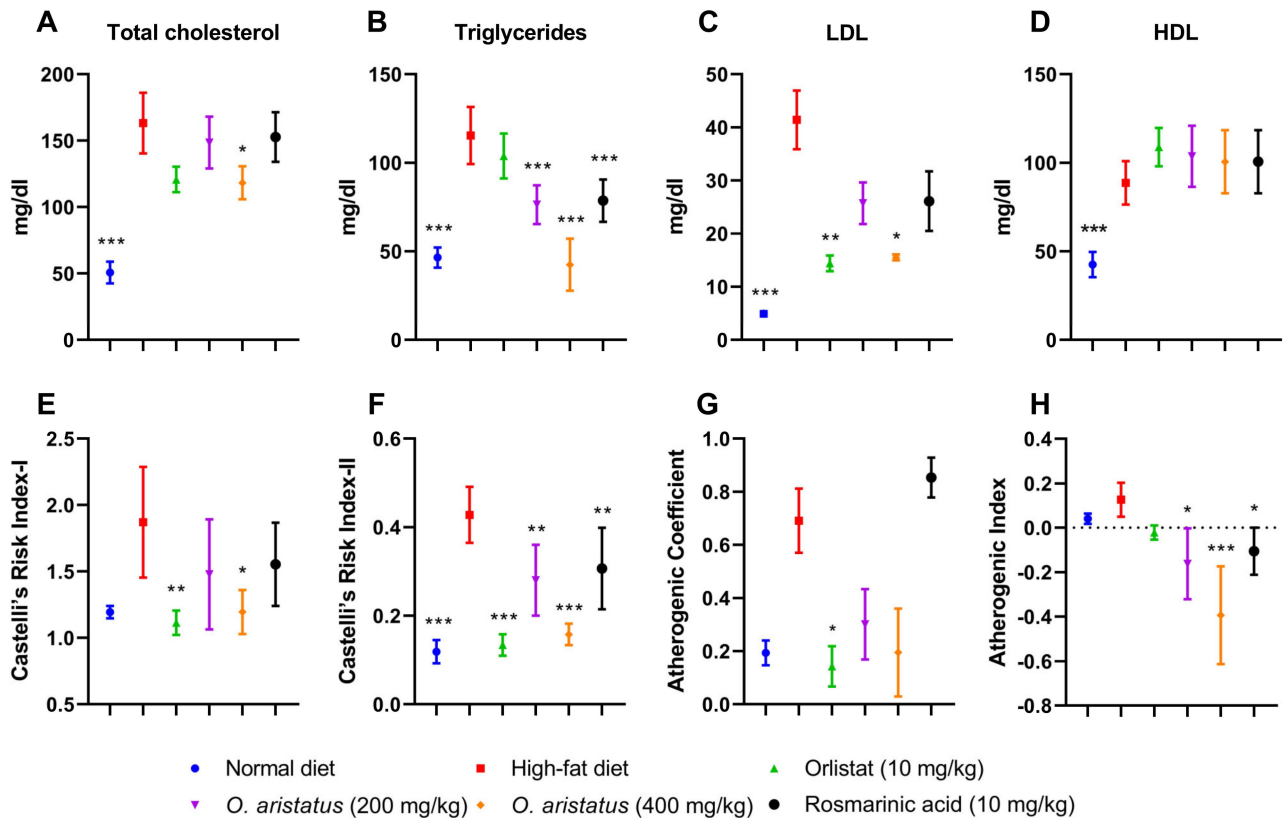 A Total cholesterol
200
150
100
50
0
mg/dl
***
*
B Triglycerides
150
100
50
0
mg/dl
***
***
***
***
C LDL
50
40
30
20
10
0
mg/dl
***
**
*
D HDL
150
100
50
0
mg/dl
***
E
2.5
2.0
1.5
1.0
0.5
Castelli's Risk Index-I
**
*
F
0.6
0.4
0.2
0.0
Castelli's Risk Index-II
***
***
**
***
**
G
1.0
0.8
0.6
0.4
0.2
0.0
Atherogenic Coefficient
*
H
0.4
0.2
0.0
-0.2
-0.4
-0.6
-0.8
Atherogenic Index
*
***
*
Normal diet
High-fat diet
Orlistat (10 mg/kg)
O. aristatus (200 mg/kg)
O. aristatus (400 mg/kg)
Rosmarinic acid (10 mg/kg)